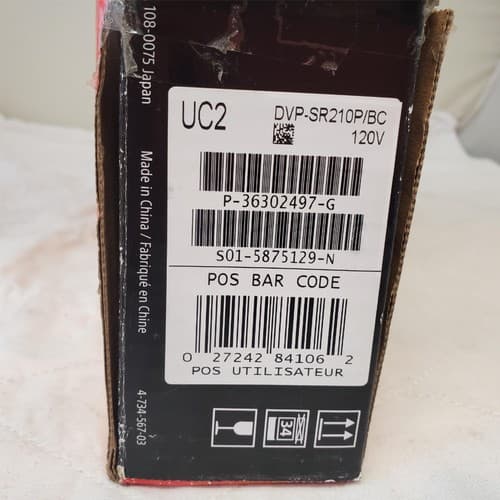 108-0075 Japan
Made in China / Fabriqué en Chine
4-734-567-03
UC2
DVP-SR210P/BC
120V
P-36302497-G
S01-5875129-N
POS BAR CODE
0 27242 84106 2
POS UTILISATEUR
34